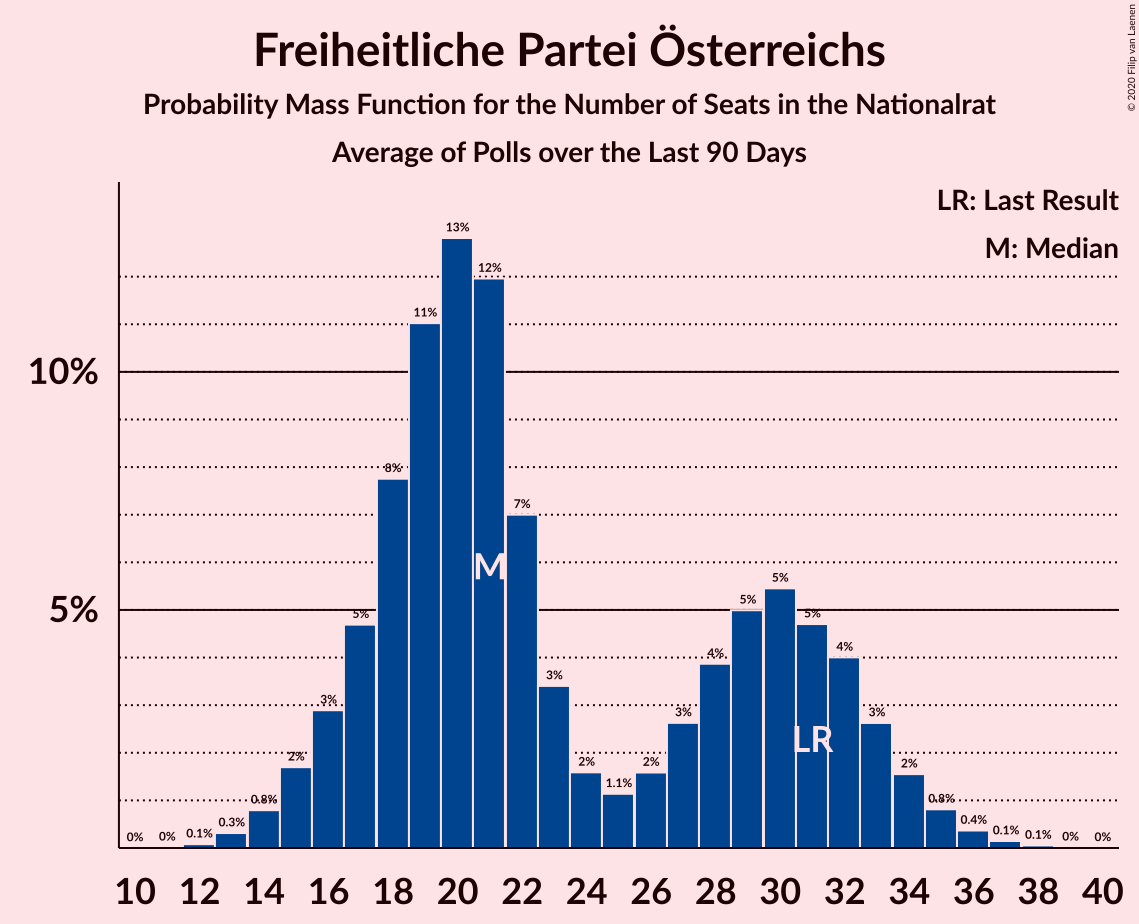 Freiheitliche Partei Österreichs
Probability Mass Function for the Number of Seats in the Nationalrat
Average of Polls over the Last 90 Days
© 2020 Filip van Laenen
LR: Last Result
M: Median
10%
5%
0% 0% 0.1% 0.3% 0.8% 2% 3% 5% 8% 11% 13% 12% 7% 3% 2% 1.1% 2% 3% 4% 5% 5% 5% 4% 3% 2% 0.8% 0.4% 0.1% 0.1% 0% 0%
M
LR
10 12 14 16 18 20 22 24 26 28 30 32 34 36 38 40